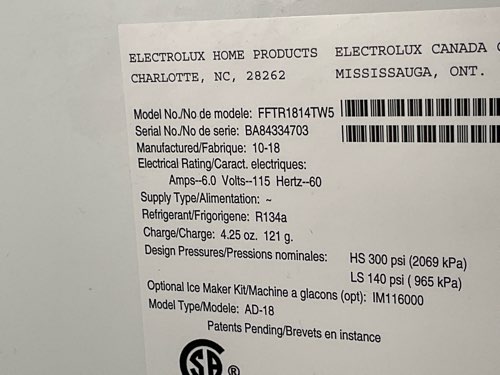 ELECTROLUX HOME PRODUCTS ELECTROLUX CANADA
CHARLOTTE, NC, 28262 MISSISSAUGA, ONT.
Model No./No de modele: FFTR1814TW5
Serial No./No de série: BA84334703
Manufactured/Fabrique: 10-18
Electrical Rating/Caract. electriques:
Amps--6.0 Volts--115 Hertz--60
Supply Type/Alimentation: ~
Refrigerant/Frigorigene: R134a
Charge/Charge: 4.25 oz. 121 g.
Design Pressures/Pressions nominales: HS 300 psi (2069 kPa)
LS 140 psi ( 965 kPa)
Optional Ice Maker Kit/Machine a glacons (opt): IM116000
Model Type/Modele: AD-18
Patents Pending/Brevets en instance
SA ®